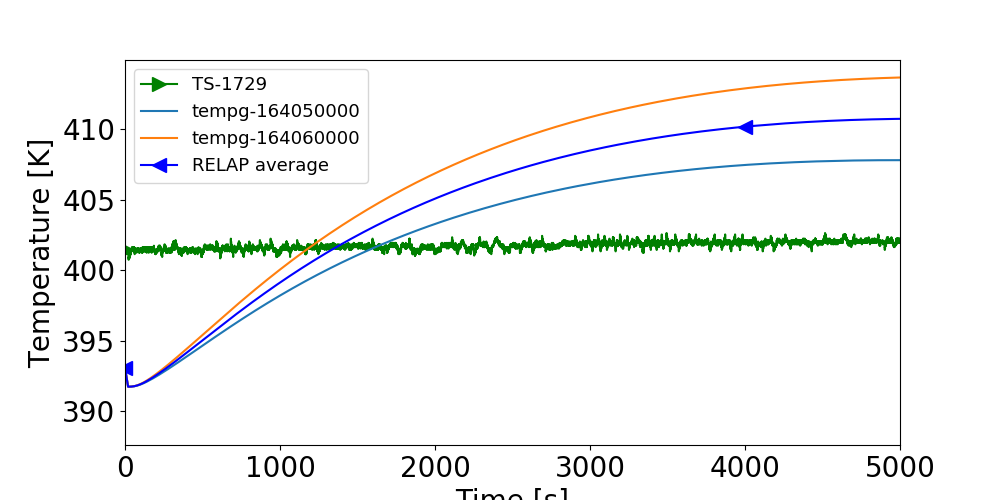 TS-1729
tempg-164050000
tempg-164060000
RELAP average
Temperature [K]
410
405
400
395
390
0 1000 2000 3000 4000 5000
Time [s]